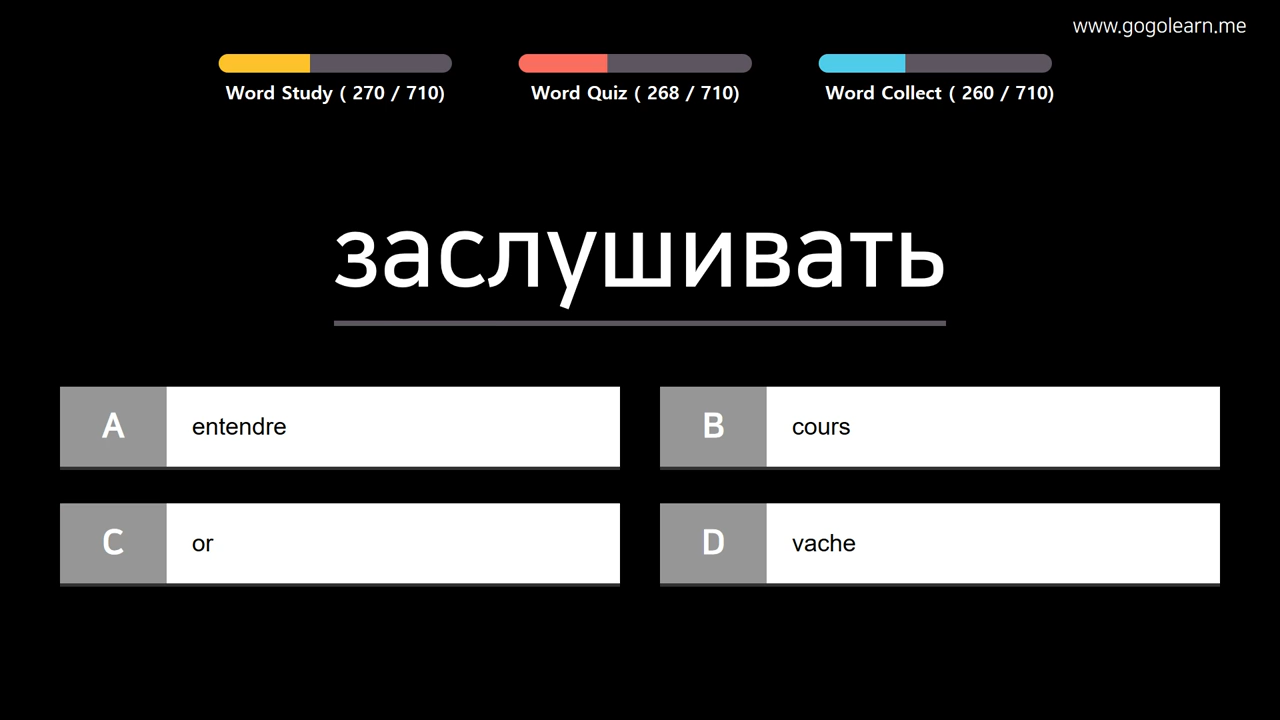 www.gogolearn.me
Word Study ( 270 / 710)
Word Quiz ( 268 / 710)
Word Collect ( 260 / 710)
заслушивать
A entendre
B cours
C or
D vache